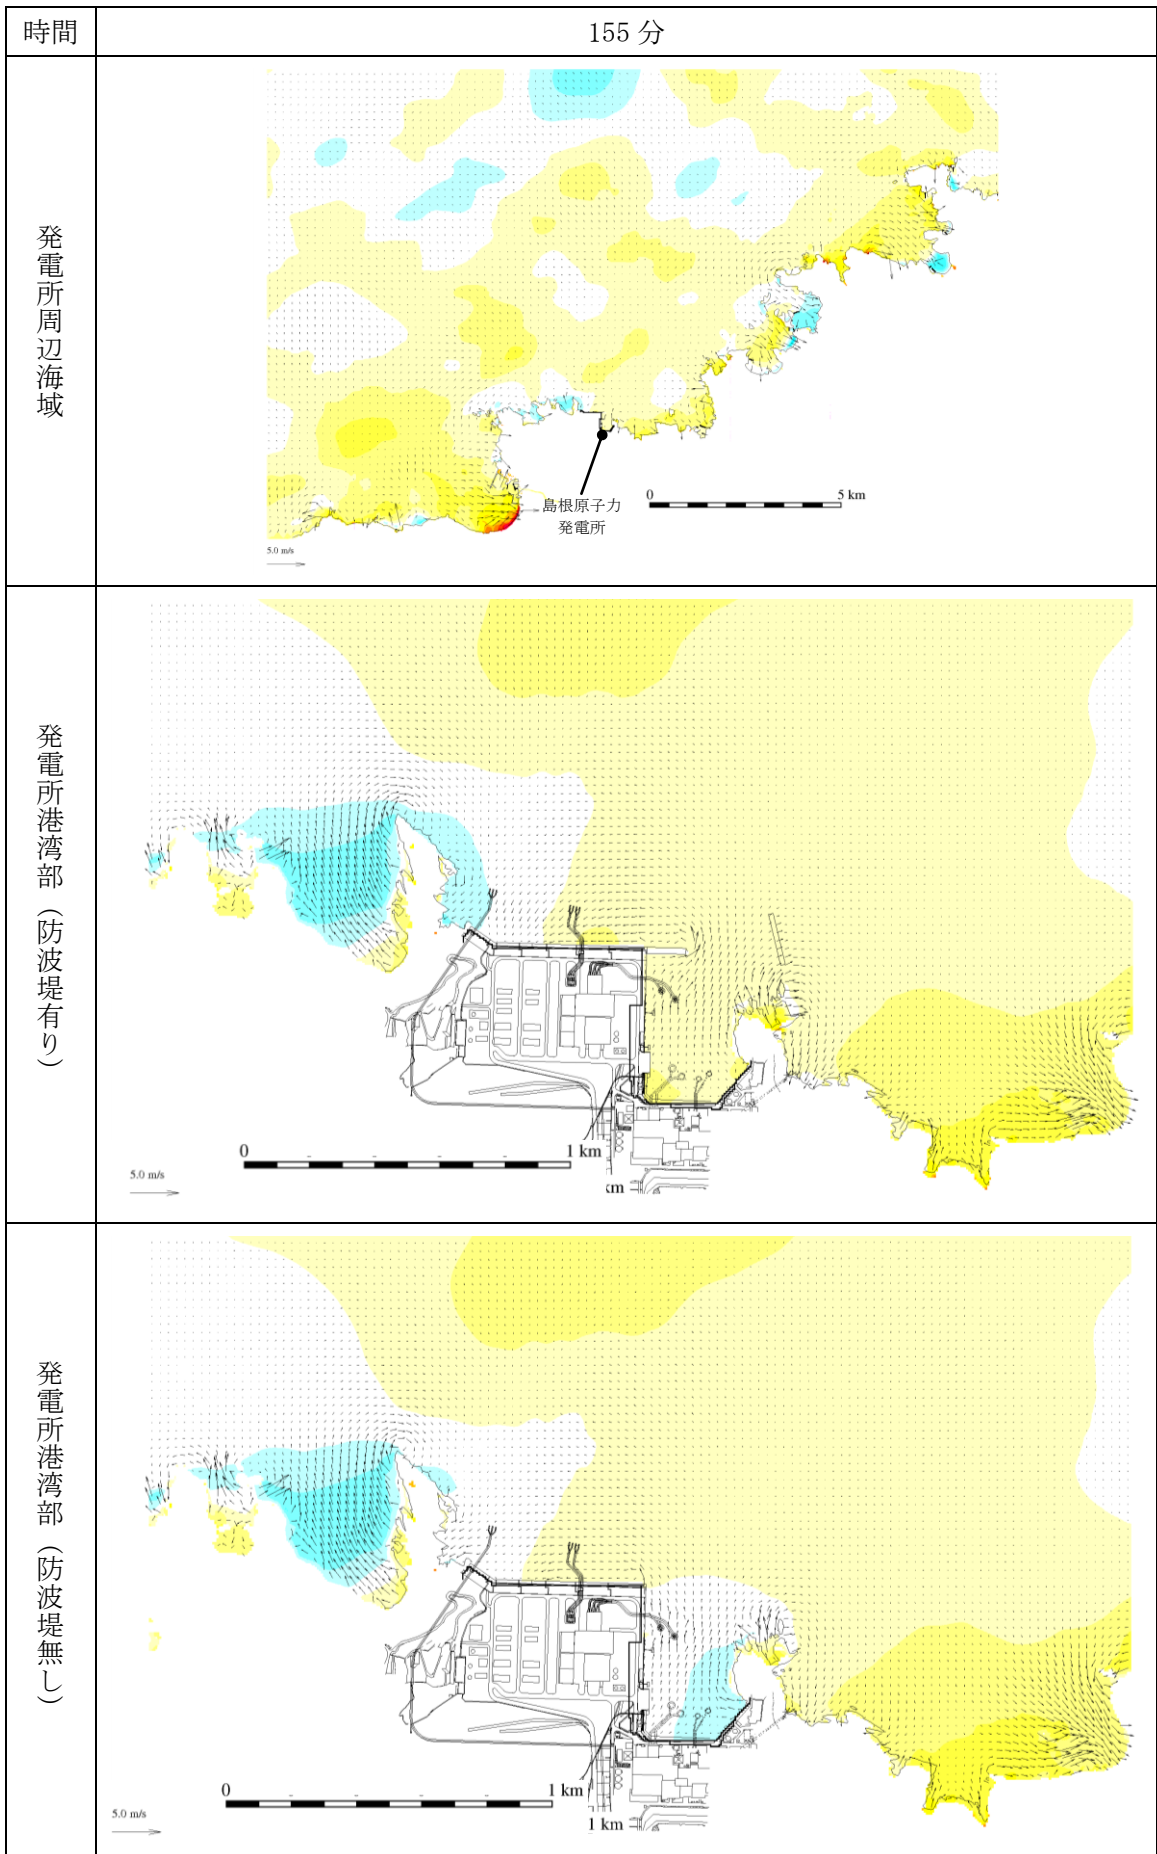 時間
155 分
発電所周辺海域
島根原子力
発電所
0 5 km
5.0 m/s
発電所港湾部（防波堤有り）
0 1 km
5.0 m/s
km
発電所港湾部（防波堤無し）
0 1 km
5.0 m/s
1 km